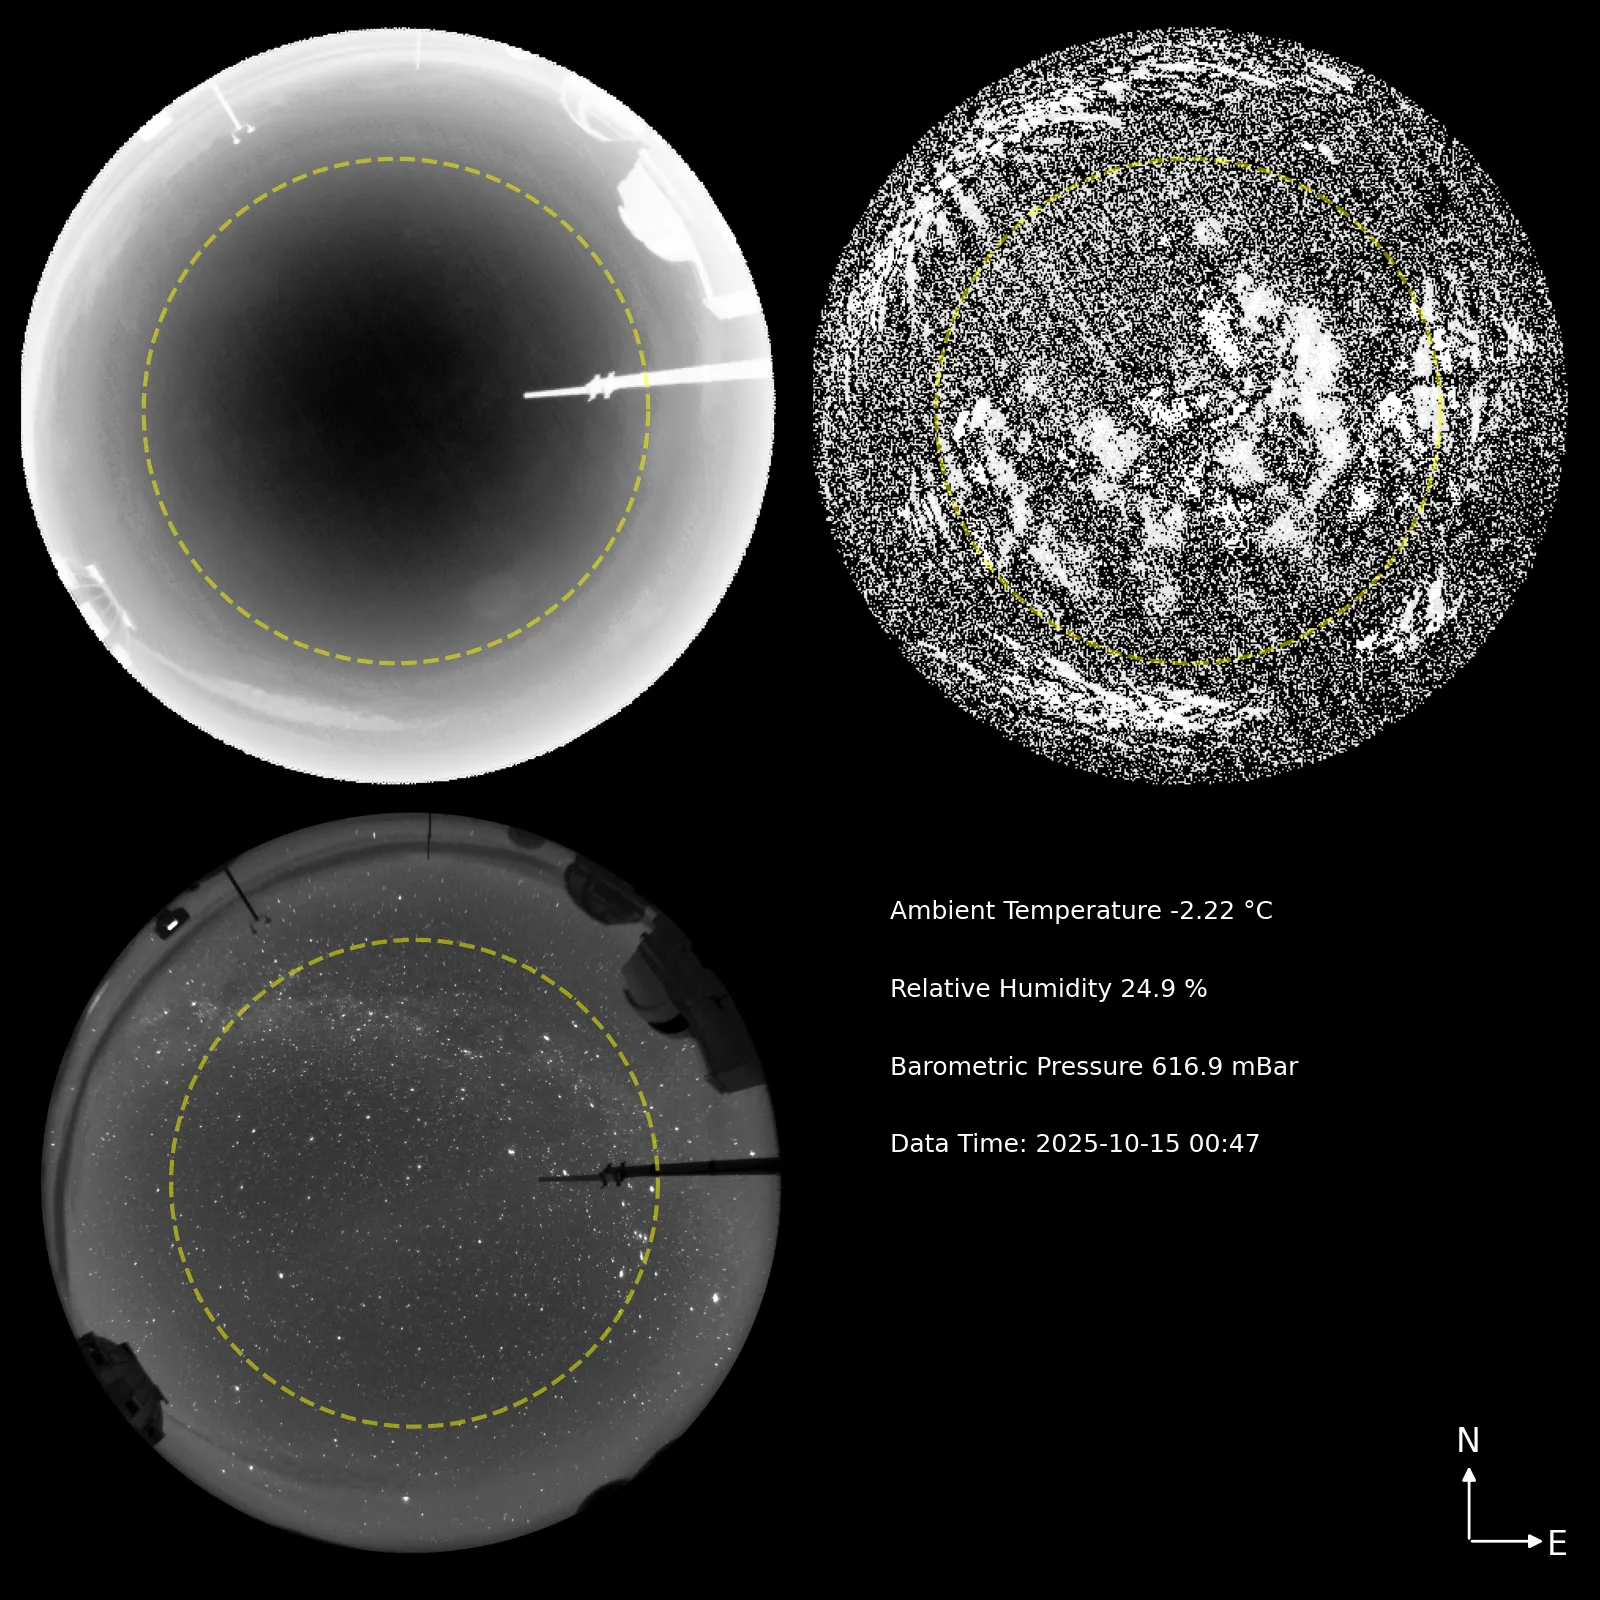 Ambient Temperature -2.22 °C
Relative Humidity 24.9 %
Barometric Pressure 616.9 mBar
Data Time: 2025-10-15 00:47
N
E